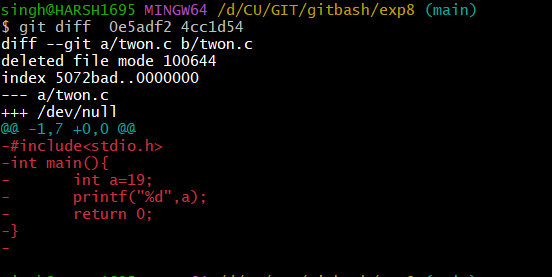 singh@HARSH1695 MINGW64 /d/CU/GIT/gitbash/exp8 (main)
$ git diff  0e5adf2 4cc1d54
diff --git a/twon.c b/twon.c
deleted file mode 100644
index 5072bad..0000000
--- a/twon.c
+++ /dev/null
@@ -1,7 +0,0 @@
-#include<stdio.h>
-int main(){
-       int a=19;
-       printf("%d",a);
-       return 0;
-}
-